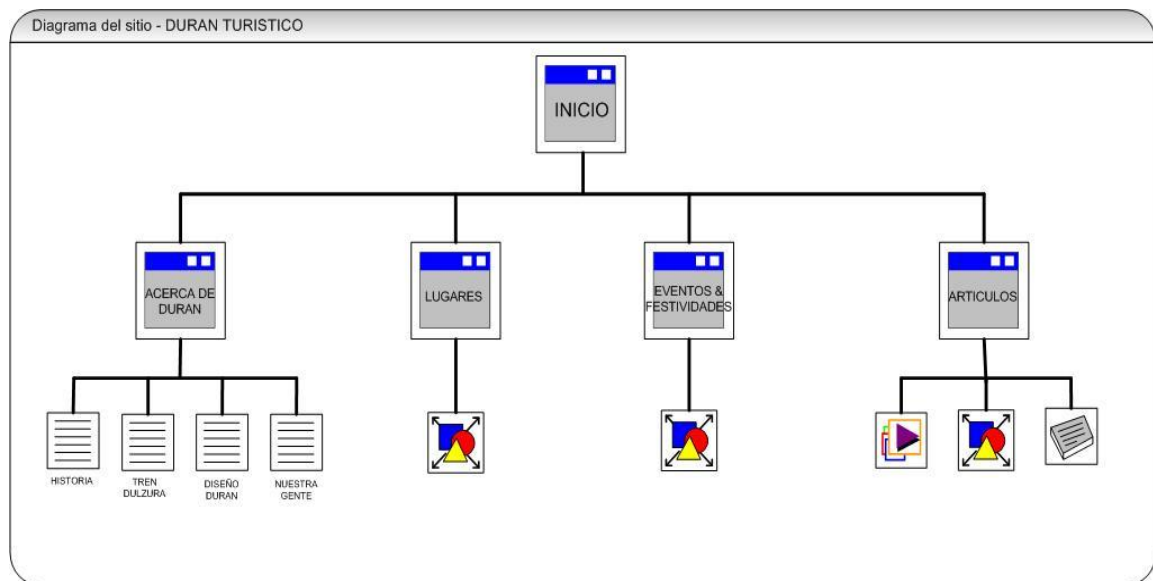 Diagrama del sitio - DURAN TURISTICO
INICIO
ACERCA DE
DURAN
LUGARES
EVENTOS &
FESTIVIDADES
ARTICULOS
HISTORIA
TREN
DULZURA
DISEÑO
DURAN
NUESTRA
GENTE